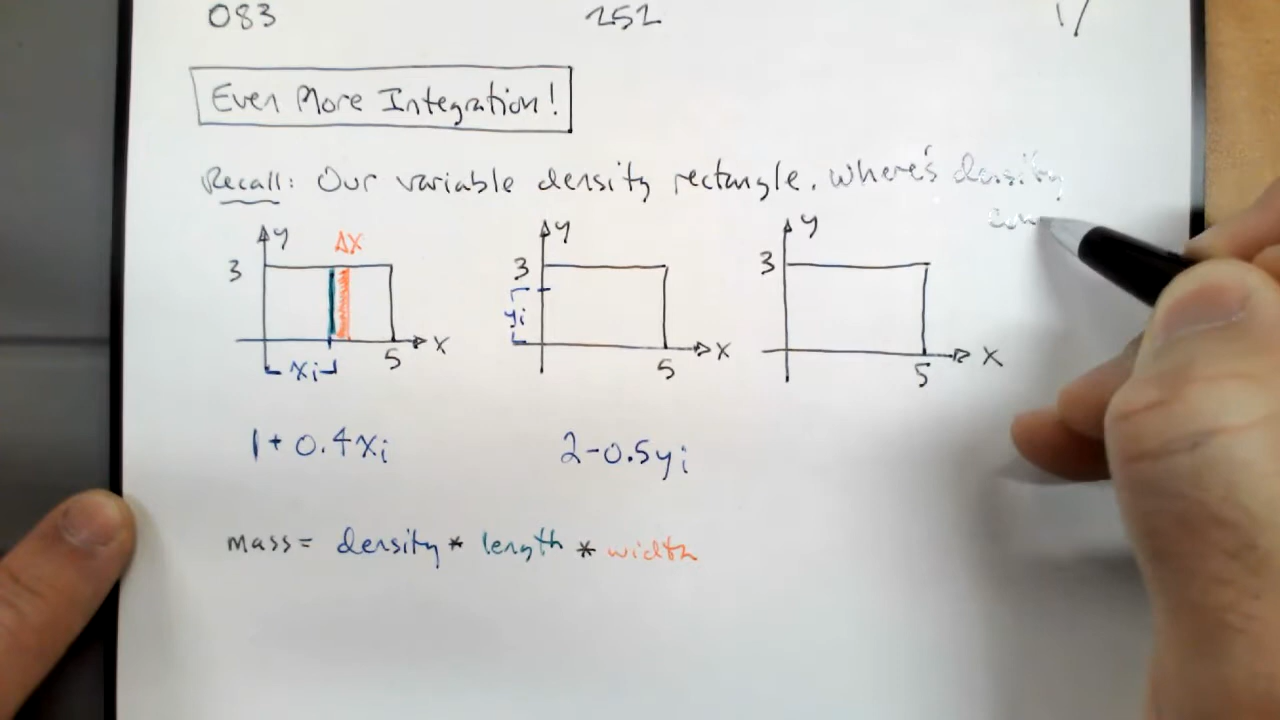 083 252 1/
Even More Integration!
Recall: Our variable density rectangle. Where's density
y Δx y y
3 3 3
yi
x x x
xi 5 5 5
1+0.4xi 2-0.5yi
mass= density * length * width